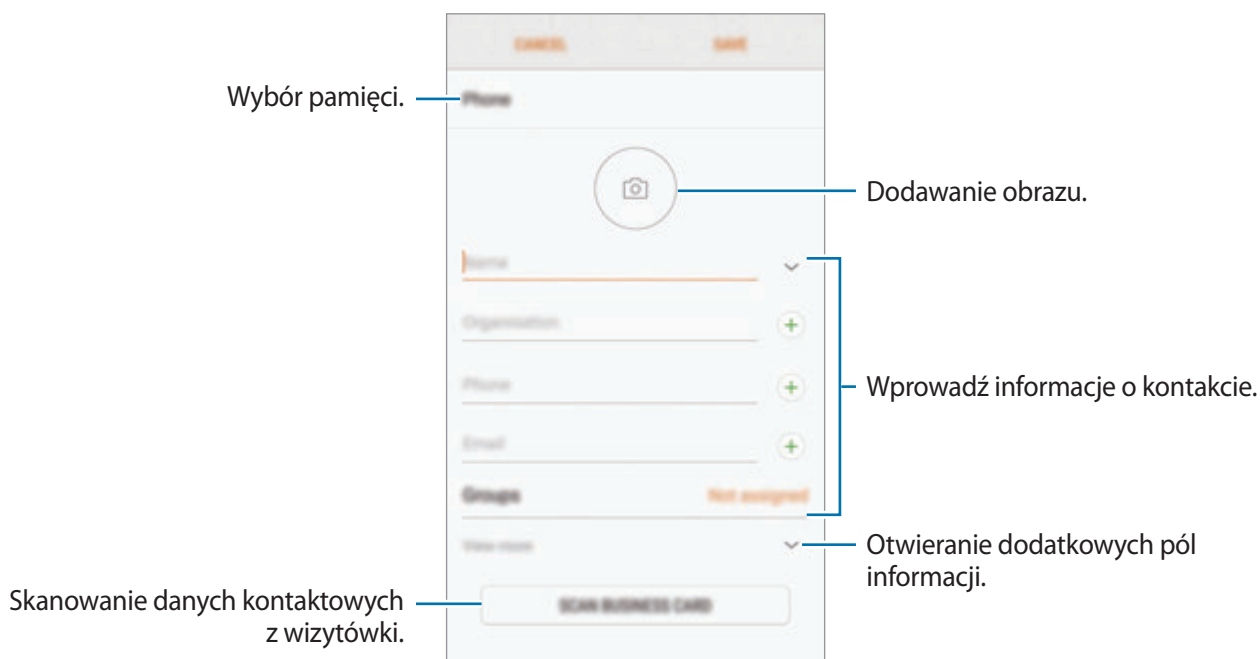 CANCEL SAVE
Wybór pamięci.
Phone
Dodawanie obrazu.
Name
Organisation
Phone
Wprowadź informacje o kontakcie.
Email
Groups Not assigned
View more
Otwieranie dodatkowych pól
informacji.
Skanowanie danych kontaktowych
z wizytówki.
SCAN BUSINESS CARD